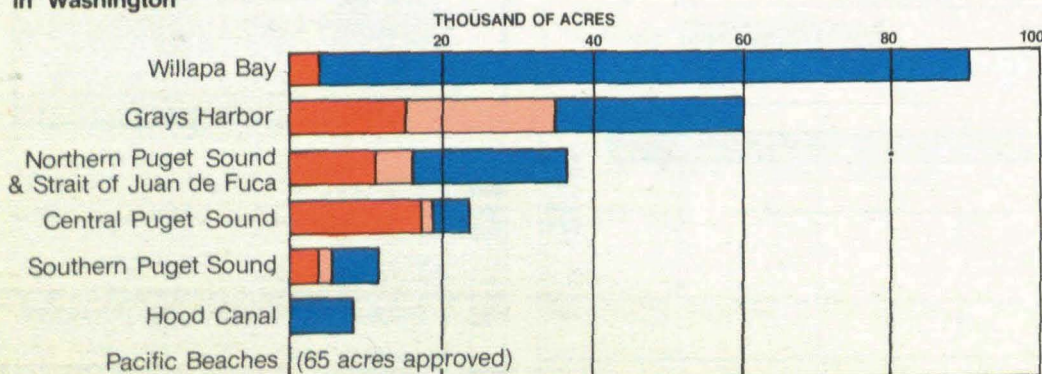 in Washington
THOUSAND OF ACRES
20 40 60 80 100
Willapa Bay
Grays Harbor
Northern Puget Sound
& Strait of Juan de Fuca
Central Puget Sound
Southern Puget Sound
Hood Canal
Pacific Beaches (65 acres approved)